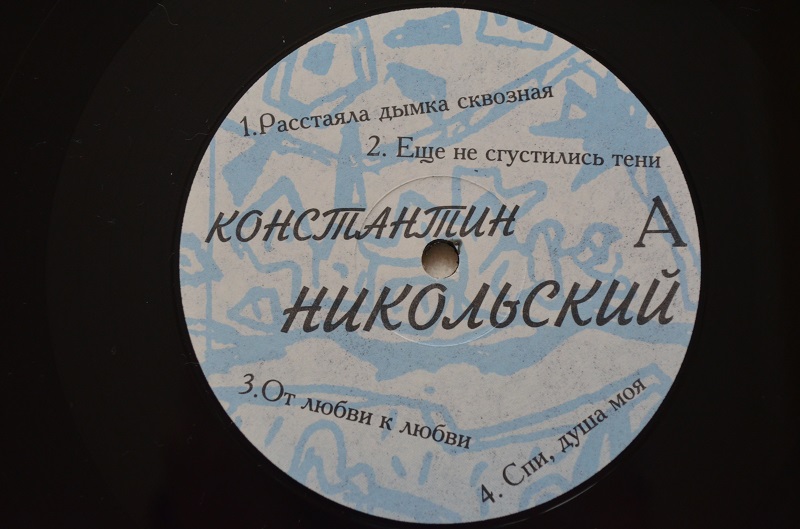 1.Расстаяла дымка сквозная
2. Еще не сгустились тени
КОНСТАНТИН
А
НИКОЛЬСКИЙ
3.От любви к любви
4. Спи, душа моя